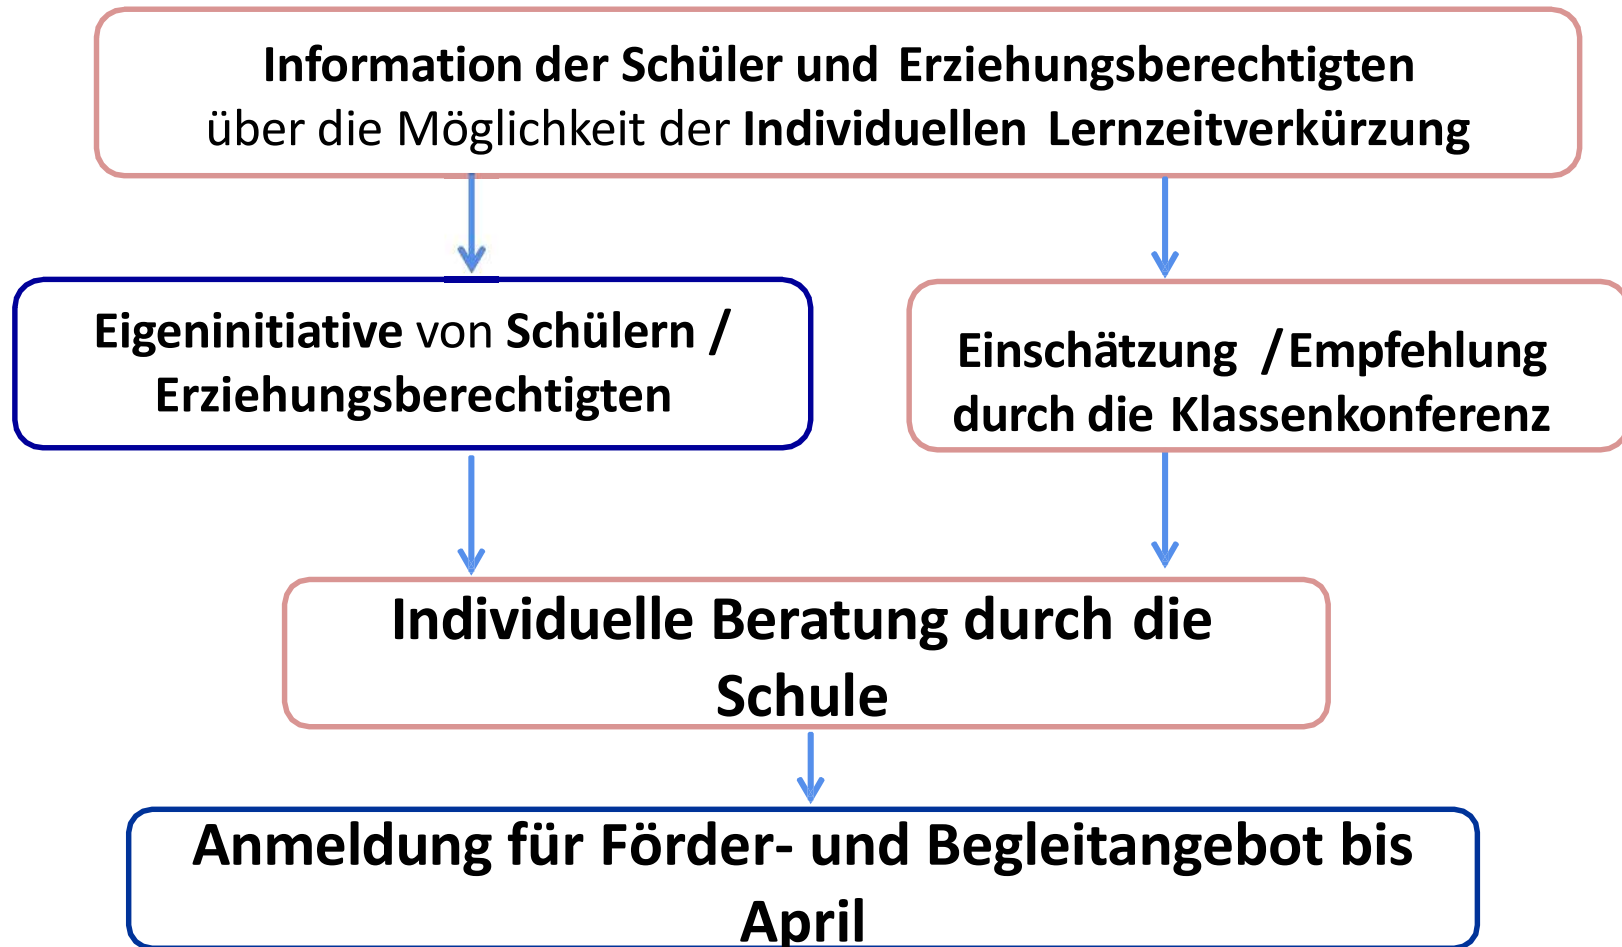 Information der Schüler und Erziehungsberechtigten
über die Möglichkeit der Individuellen Lernzeitverkürzung
Eigeninitiative von Schülern /
Erziehungsberechtigten
Einschätzung / Empfehlung
durch die Klassenkonferenz
Individuelle Beratung durch die
Schule
Anmeldung für Förder- und Begleitangebot bis
April